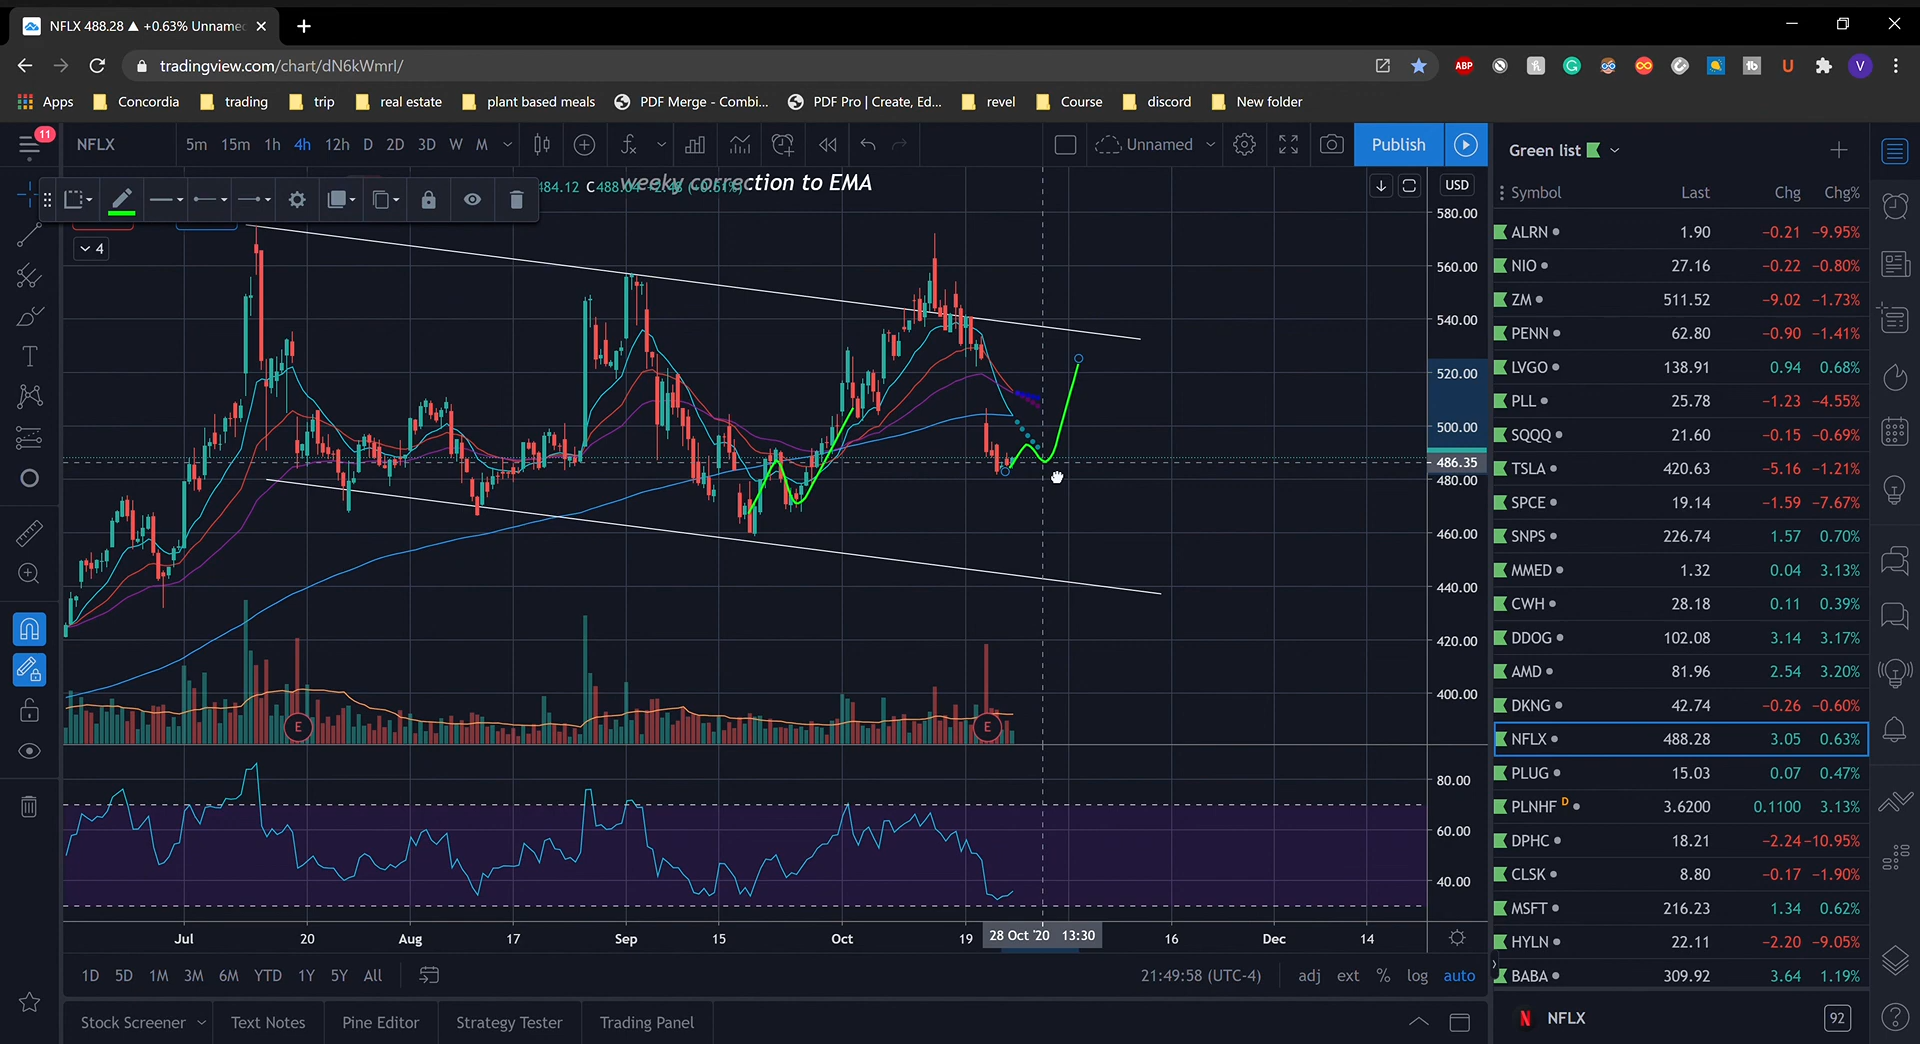 NFLX 488.28 ▲ +0.63% Unname
tradingview.com/chart/dN6kWmrI/
ABP
V
Apps
Concordia
trading
trip
real estate
plant based meals
PDF Merge - Combi...
PDF Pro | Create, Ed...
revel
Course
discord
New folder
11
NFLX
5m 15m 1h 4h 12h D 2D 3D W M
Unnamed
Publish
weeky correction to EMA
484.12 C488.04
4
USD
580.00
560.00
540.00
520.00
500.00
486.35
480.00
460.00
440.00
420.00
400.00
80.00
60.00
40.00
E
E
Jul 20 Aug 17 Sep 15 Oct 19 28 Oct '20 13:30 16 Dec 14
1D 5D 1M 3M 6M YTD 1Y 5Y All
21:49:58 (UTC-4) adj ext % log auto
Stock Screener
Text Notes
Pine Editor
Strategy Tester
Trading Panel
Green list
Symbol Last Chg Chg%
ALRN 1.90 −0.21 −9.95%
NIO 27.16 −0.22 −0.80%
ZM 511.52 −9.02 −1.73%
PENN 62.80 −0.90 −1.41%
LVGO 138.91 0.94 0.68%
PLL 25.78 −1.23 −4.55%
SQQQ 21.60 −0.15 −0.69%
TSLA 420.63 −5.16 −1.21%
SPCE 19.14 −1.59 −7.67%
SNPS 226.74 1.57 0.70%
MMED 1.32 0.04 3.13%
CWH 28.18 0.11 0.39%
DDOG 102.08 3.14 3.17%
AMD 81.96 2.54 3.20%
DKNG 42.74 −0.26 −0.60%
NFLX 488.28 3.05 0.63%
PLUG 15.03 0.07 0.47%
PLNHF D 3.6200 0.1100 3.13%
DPHC 18.21 −2.24 −10.95%
CLSK 8.80 −0.17 −1.90%
MSFT 216.23 1.34 0.62%
HYLN 22.11 −2.20 −9.05%
BABA 309.92 3.64 1.19%
N NFLX 92